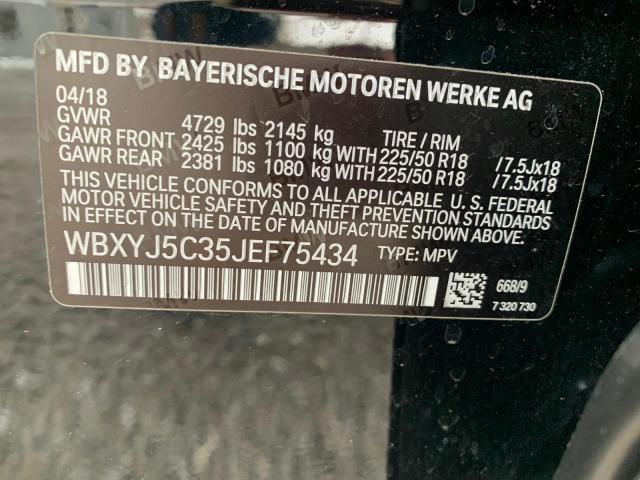 MFD BY BAYERISCHE MOTOREN WERKE AG
04/18
GVWR 4729 lbs 2145 kg TIRE / RIM
GAWR FRONT 2425 lbs 1100 kg WITH 225/50 R18 /7.5Jx18
GAWR REAR 2381 lbs 1080 kg WITH 225/50 R18 /7.5Jx18
THIS VEHICLE CONFORMS TO ALL APPLICABLE U. S. FEDERAL
MOTOR VEHICLE SAFETY AND THEFT PREVENTION STANDARDS
IN EFFECT ON THE DATE OF MANUFACTURE SHOWN ABOVE.
WBXYJ5C35JEF75434 TYPE: MPV
668/9
7 320 730